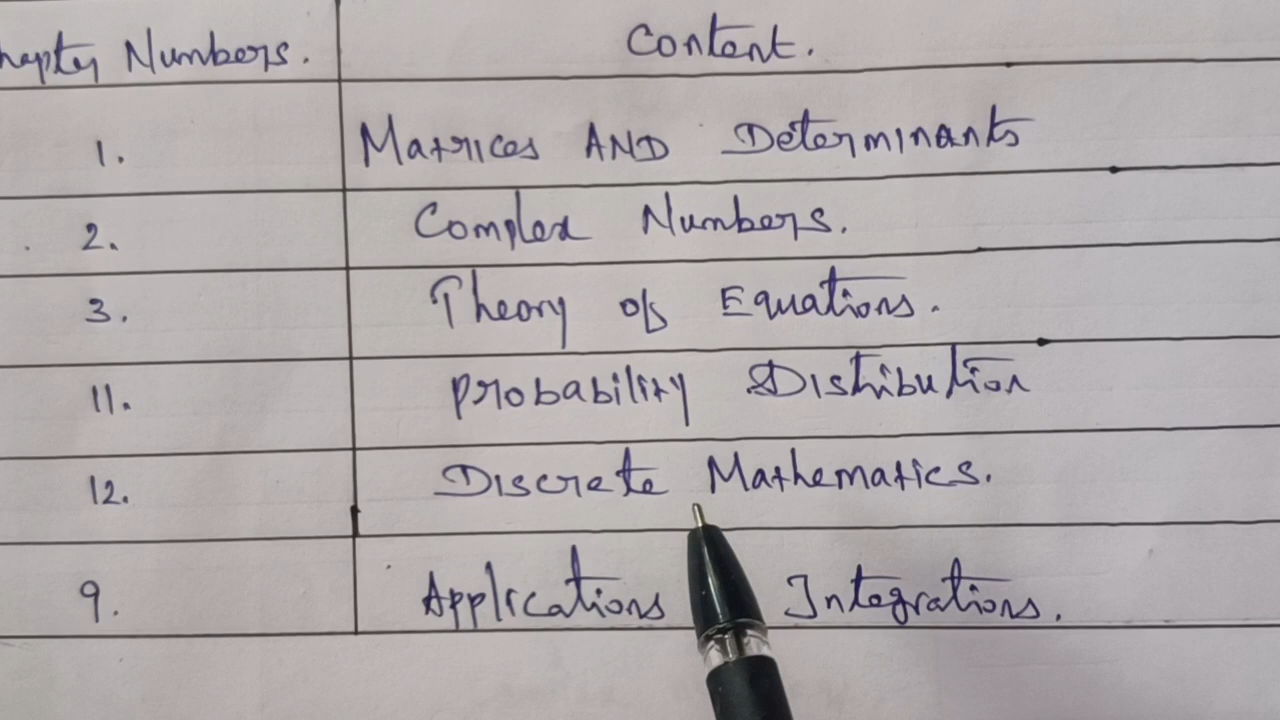 hapter Numbers. Content.
1. Matrices AND Determinants
2. Complex Numbers.
3. Theory of Equations.
11. Probability Distribution
12. Discrete Mathematics.
9. Applications Integrations.